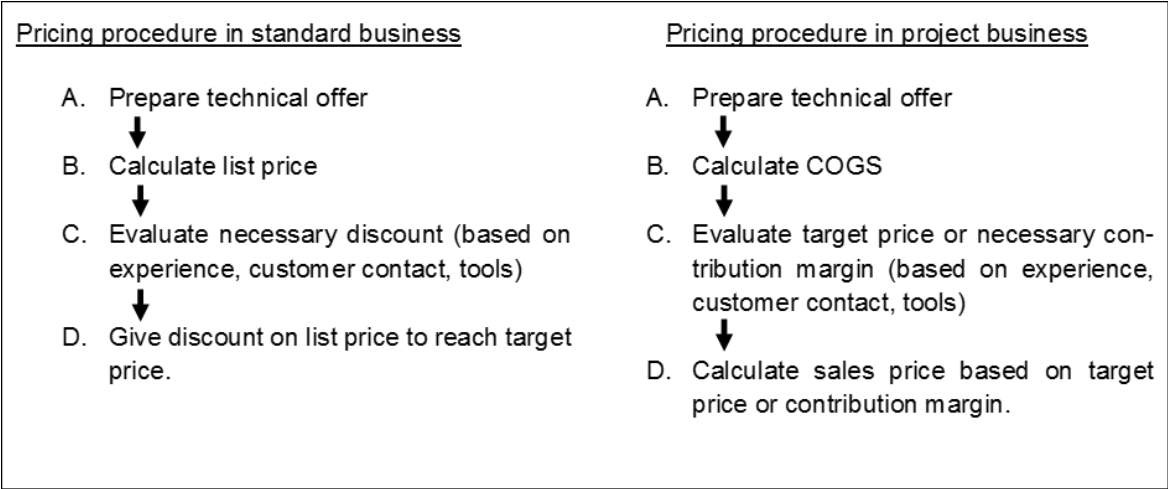 Pricing procedure in standard business
A. Prepare technical offer
B. Calculate list price
C. Evaluate necessary discount (based on
experience, customer contact, tools)
D. Give discount on list price to reach target
price.
Pricing procedure in project business
A. Prepare technical offer
B. Calculate COGS
C. Evaluate target price or necessary con-
tribution margin (based on experience,
customer contact, tools)
D. Calculate sales price based on target
price or contribution margin.